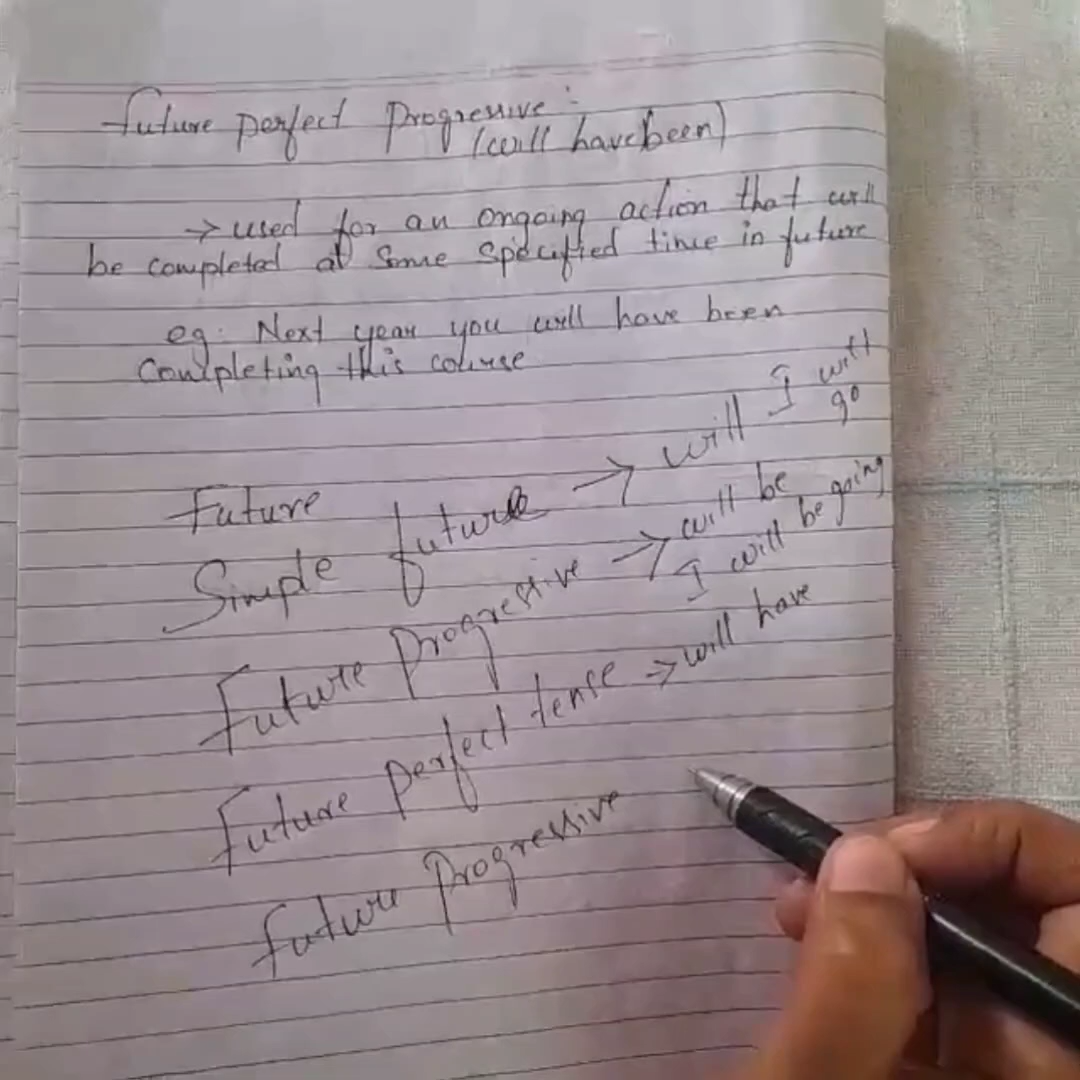 Future perfect Progressive:
(will have been)
→ used for an ongoing action that will
be completed at some specified time in future
eg. Next year you will have been
completing this course
Future
Simple future → will I will
go
Future Progressive → will be
I will be going
Future perfect tense → will have
Future Progressive